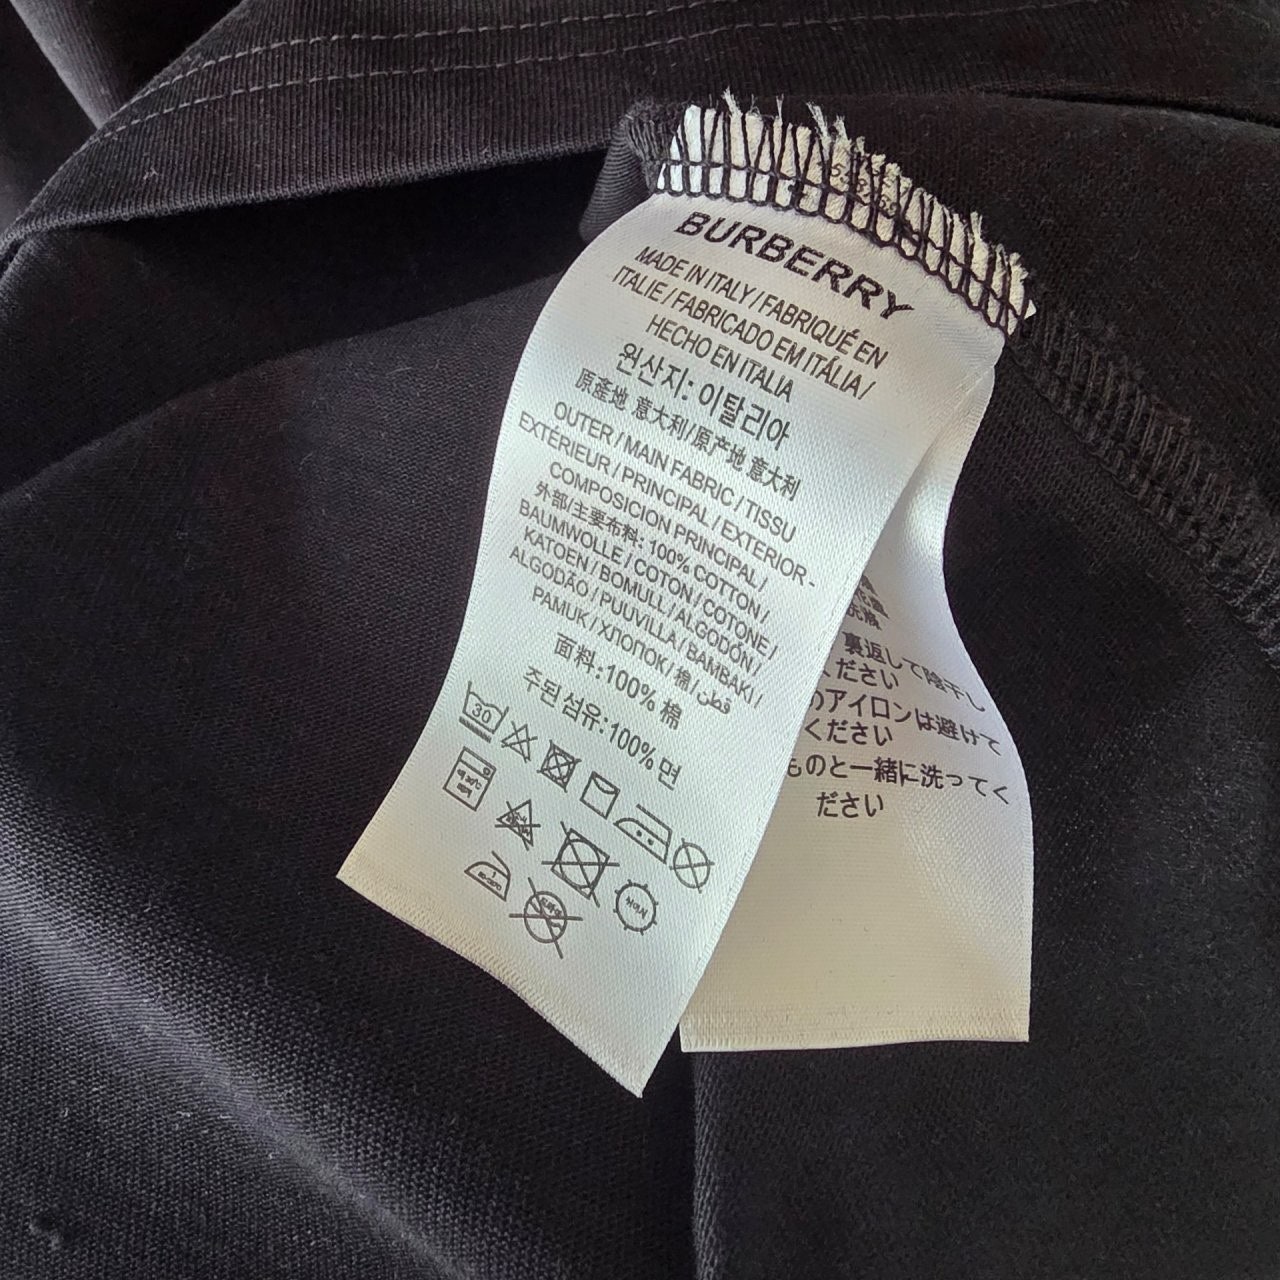 BURBERRY
MADE IN ITALY / FABRIQUÉ EN
ITALIE / FABRICADO EM ITÁLIA /
HECHO EN ITALIA
원산지: 이탈리아
原產地 意大利/原产地 意大利
OUTER / MAIN FABRIC / TISSU
EXTÉRIEUR / PRINCIPAL / EXTERIOR -
COMPOSICION PRINCIPAL /
外部/主要布料: 100% COTTON /
BAUMWOLLE / COTON / COTONE /
KATOEN / BOMULL / ALGODÓN /
ALGODÃO / PUUVILLA / BAMBAKI /
PAMUK / ХЛОПОК / 棉 / قطن
面料:100% 棉
주된 섬유:100% 면
30
裏返して陰干し
ください
のアイロンは避けて
ください
ものと一緒に洗ってく
ださい